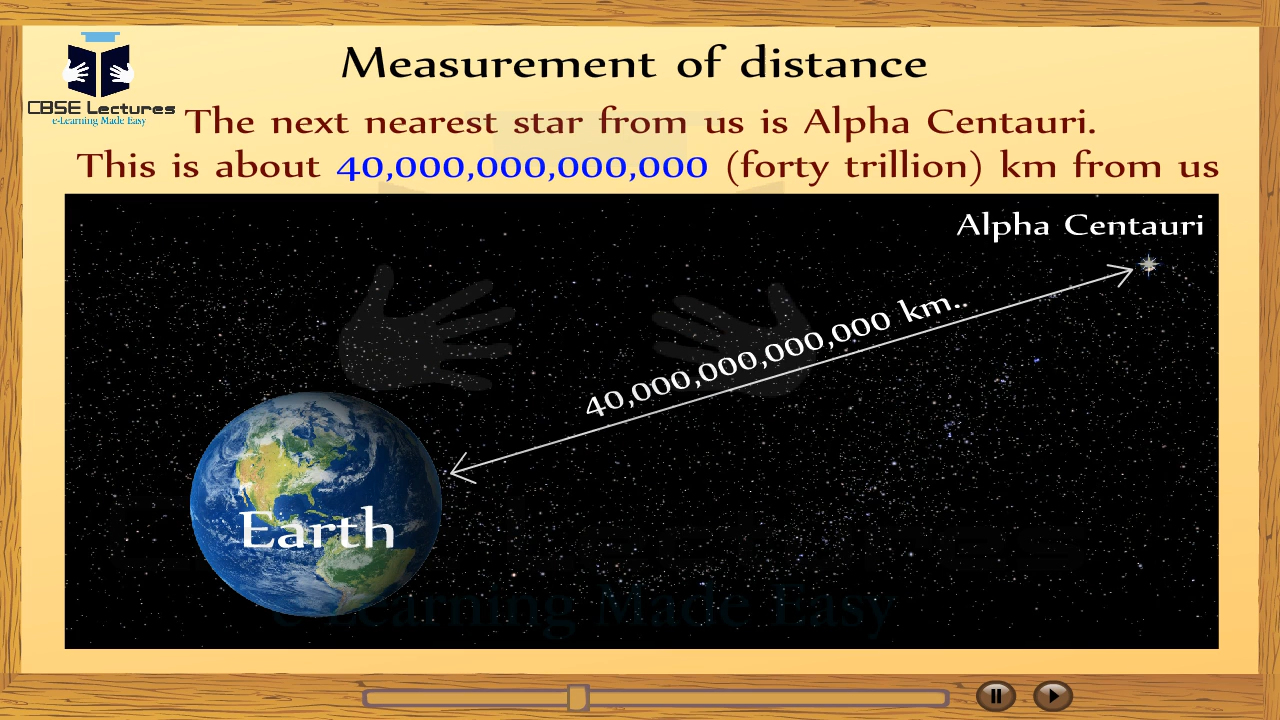 Measurement of distance
CBSE Lectures
e-Learning Made Easy
The next nearest star from us is Alpha Centauri.
This is about 40,000,000,000,000 (forty trillion) km from us
Alpha Centauri
40,000,000,000,000 km..
Earth
e-Learning Made Easy